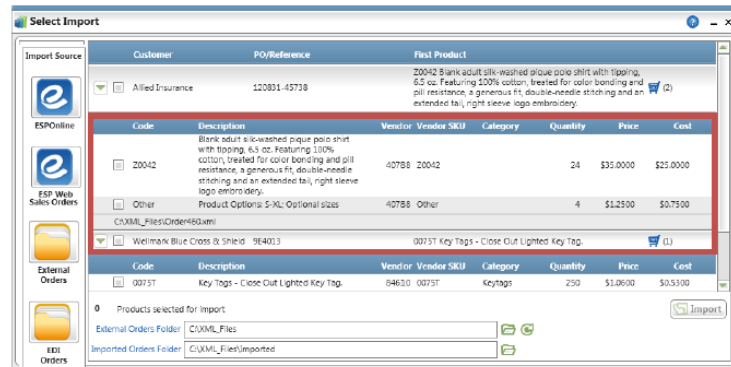 Select Import
Import Source
ESPOnline
ESP Web
Sales Orders
External
Orders
EDI
Orders
Customer PO/Reference First Product
Allied Insurance 120831-45738 Z0042 Blank adult silk-washed pique polo shirt with tipping,
6.5 oz. Featuring 100% cotton, treated for color bonding and
pill resistance, a generous fit, double-needle stitching and an
extended tail, right sleeve logo embroidery.
(2)
Code Description Vendor Vendor SKU Category Quantity Price Cost
Blank adult silk-washed pique polo shirt
with tipping, 6.5 oz. Featuring 100%
cotton, treated for color bonding and pill
Z0042 resistance, a generous fit, double-needle 40788 Z0042 24 $35.0000 $25.0000
stitching and an extended tail, right sleeve
logo embroidery.
Other Product Options: S-XL; Optional sizes 40788 Other 4 $1.2500 $0.7500
C:\XML_Files\Order460.xml
Wellmark Blue Cross & Shield 9E4013 0075T Key Tags - Close Out Lighted Key Tag. (1)
Code Description Vendor Vendor SKU Category Quantity Price Cost
0075T Key Tags - Close Out Lighted Key Tag. 84610 0075T Keytags 250 $1.0600 $0.5300
0 Products selected for import
Import
External Orders Folder C:\XML_Files
Imported Orders Folder C:\XML_Files\Imported